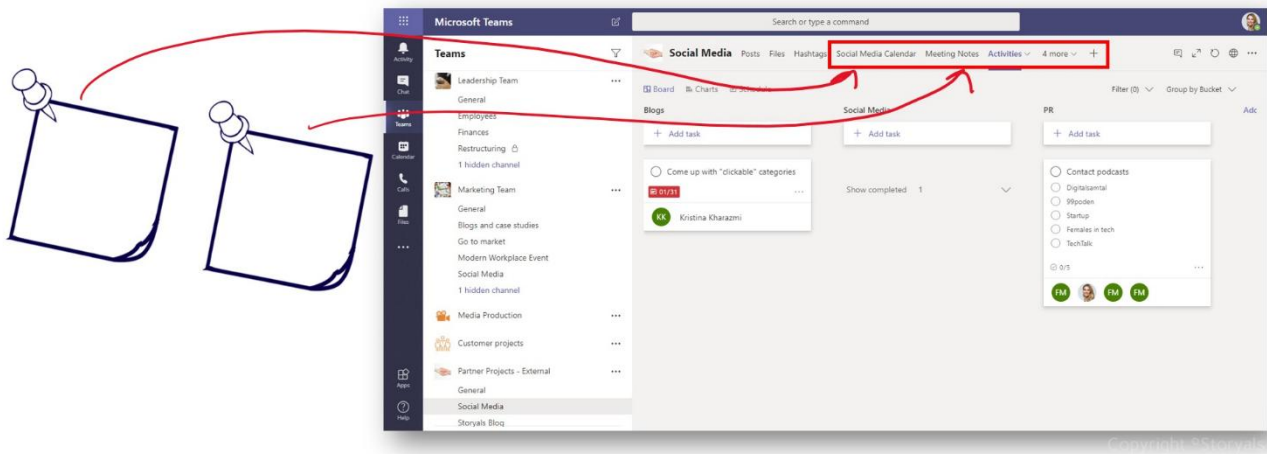 Microsoft Teams
Search or type a command
Activity
Chat
Teams
Calendar
Calls
Files
Apps
Help
Teams
Leadership Team
General
Employees
Finances
Restructuring
1 hidden channel
Marketing Team
General
Blogs and case studies
Go to market
Modern Workplace Event
Social Media
1 hidden channel
Media Production
Customer projects
Partner Projects - External
General
Social Media
Storyals Blog
Social Media Posts Files Hashtags Social Media Calendar Meeting Notes Activities 4 more +
Board Charts Schedule Filter (0) Group by Bucket
Blogs
+ Add task
Come up with "clickable" categories
01/31
KK Kristina Kharazmi
Social Media
+ Add task
Show completed 1
PR
+ Add task
Contact podcasts
Digitalsamtal
99poden
Startup
Females in tech
TechTalk
0/5
FM FM FM
Add
Copyright ©Storyals